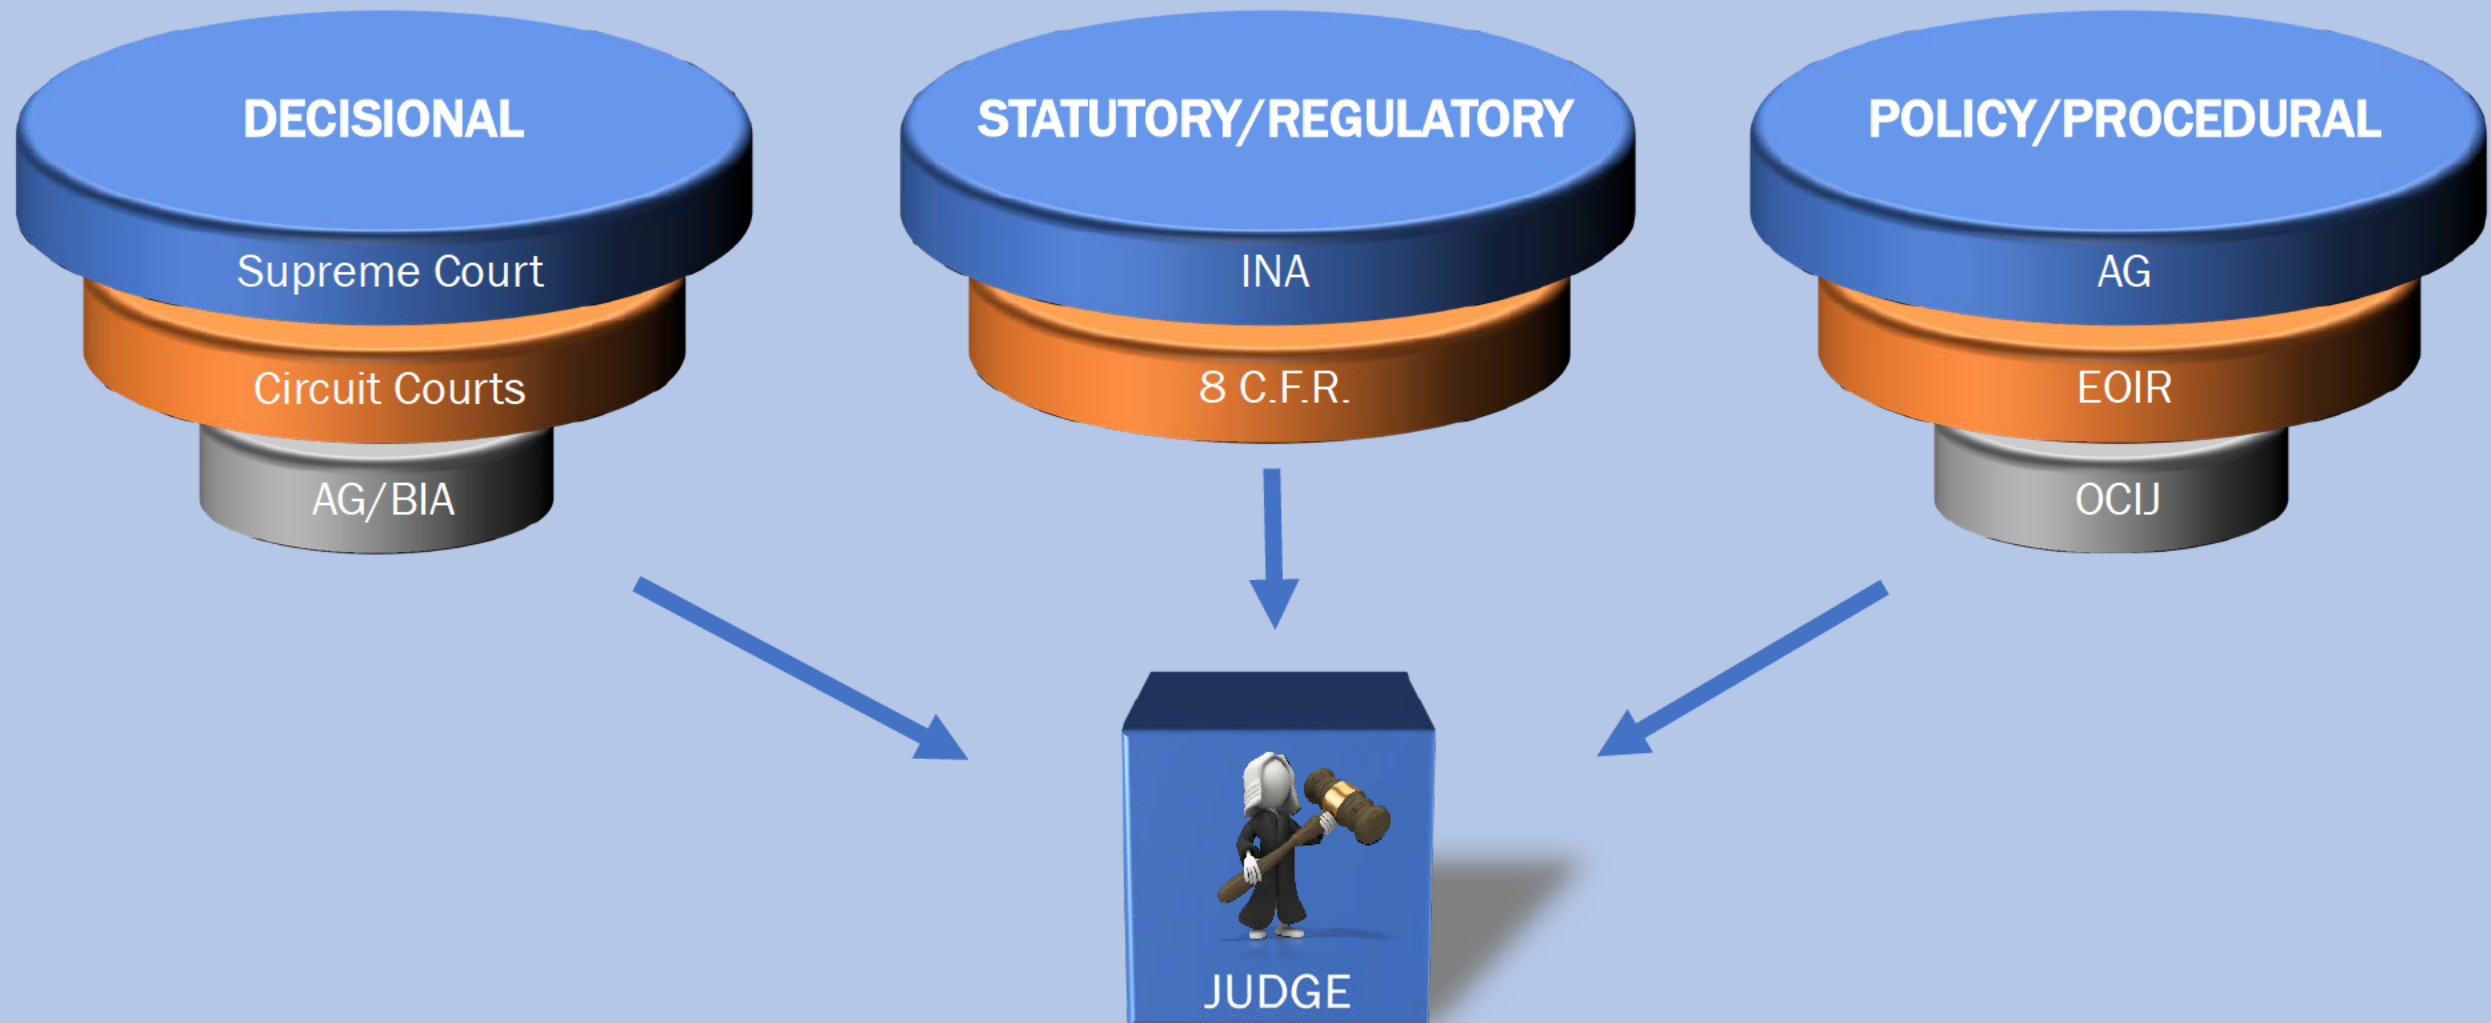 DECISIONAL
Supreme Court
Circuit Courts
AG/BIA
STATUTORY/REGULATORY
INA
8 C.F.R.
POLICY/PROCEDURAL
AG
EOIR
OCIJ
JUDGE